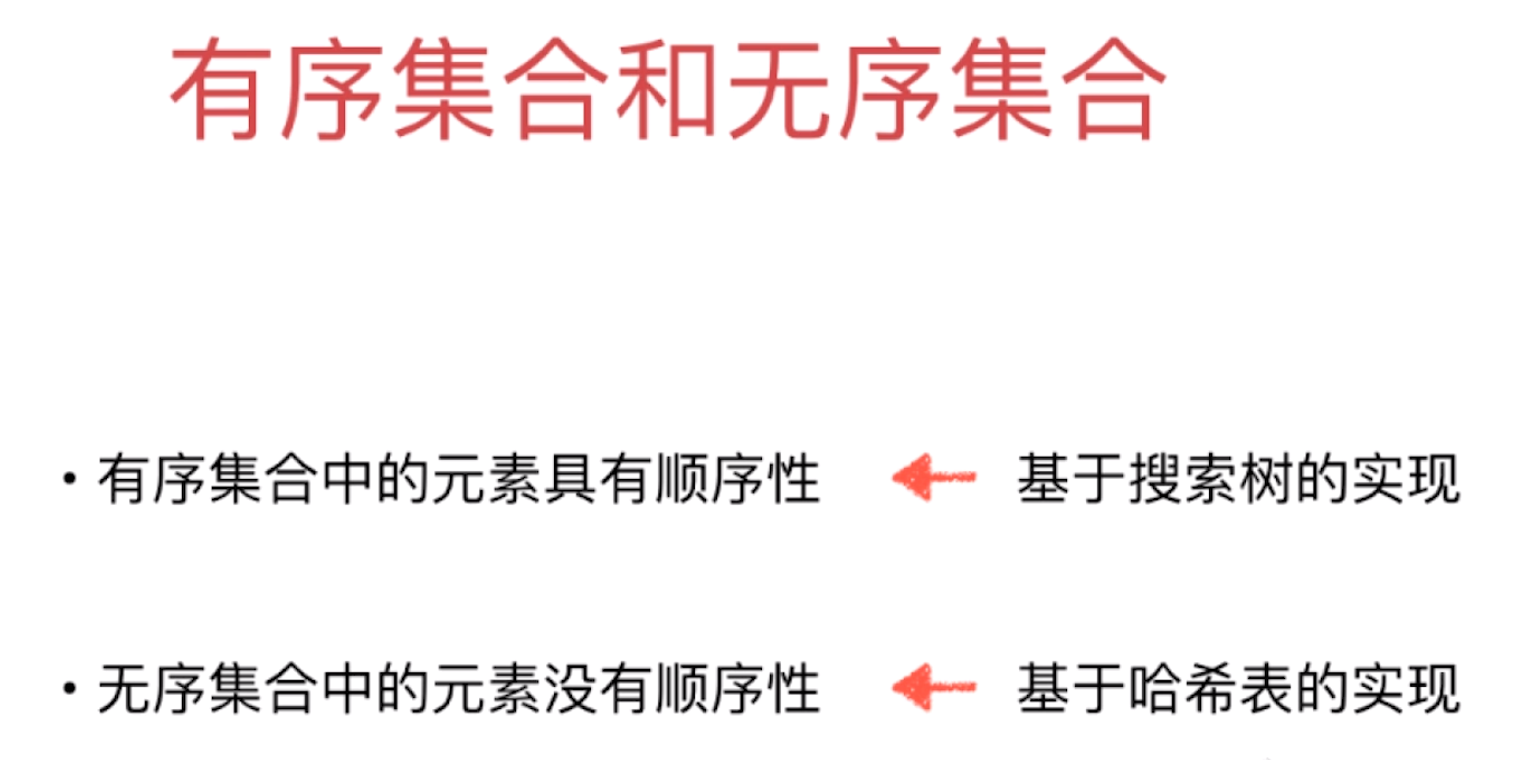 有序集合和无序集合
• 有序集合中的元素具有顺序性 基于搜索树的实现
• 无序集合中的元素没有顺序性 基于哈希表的实现